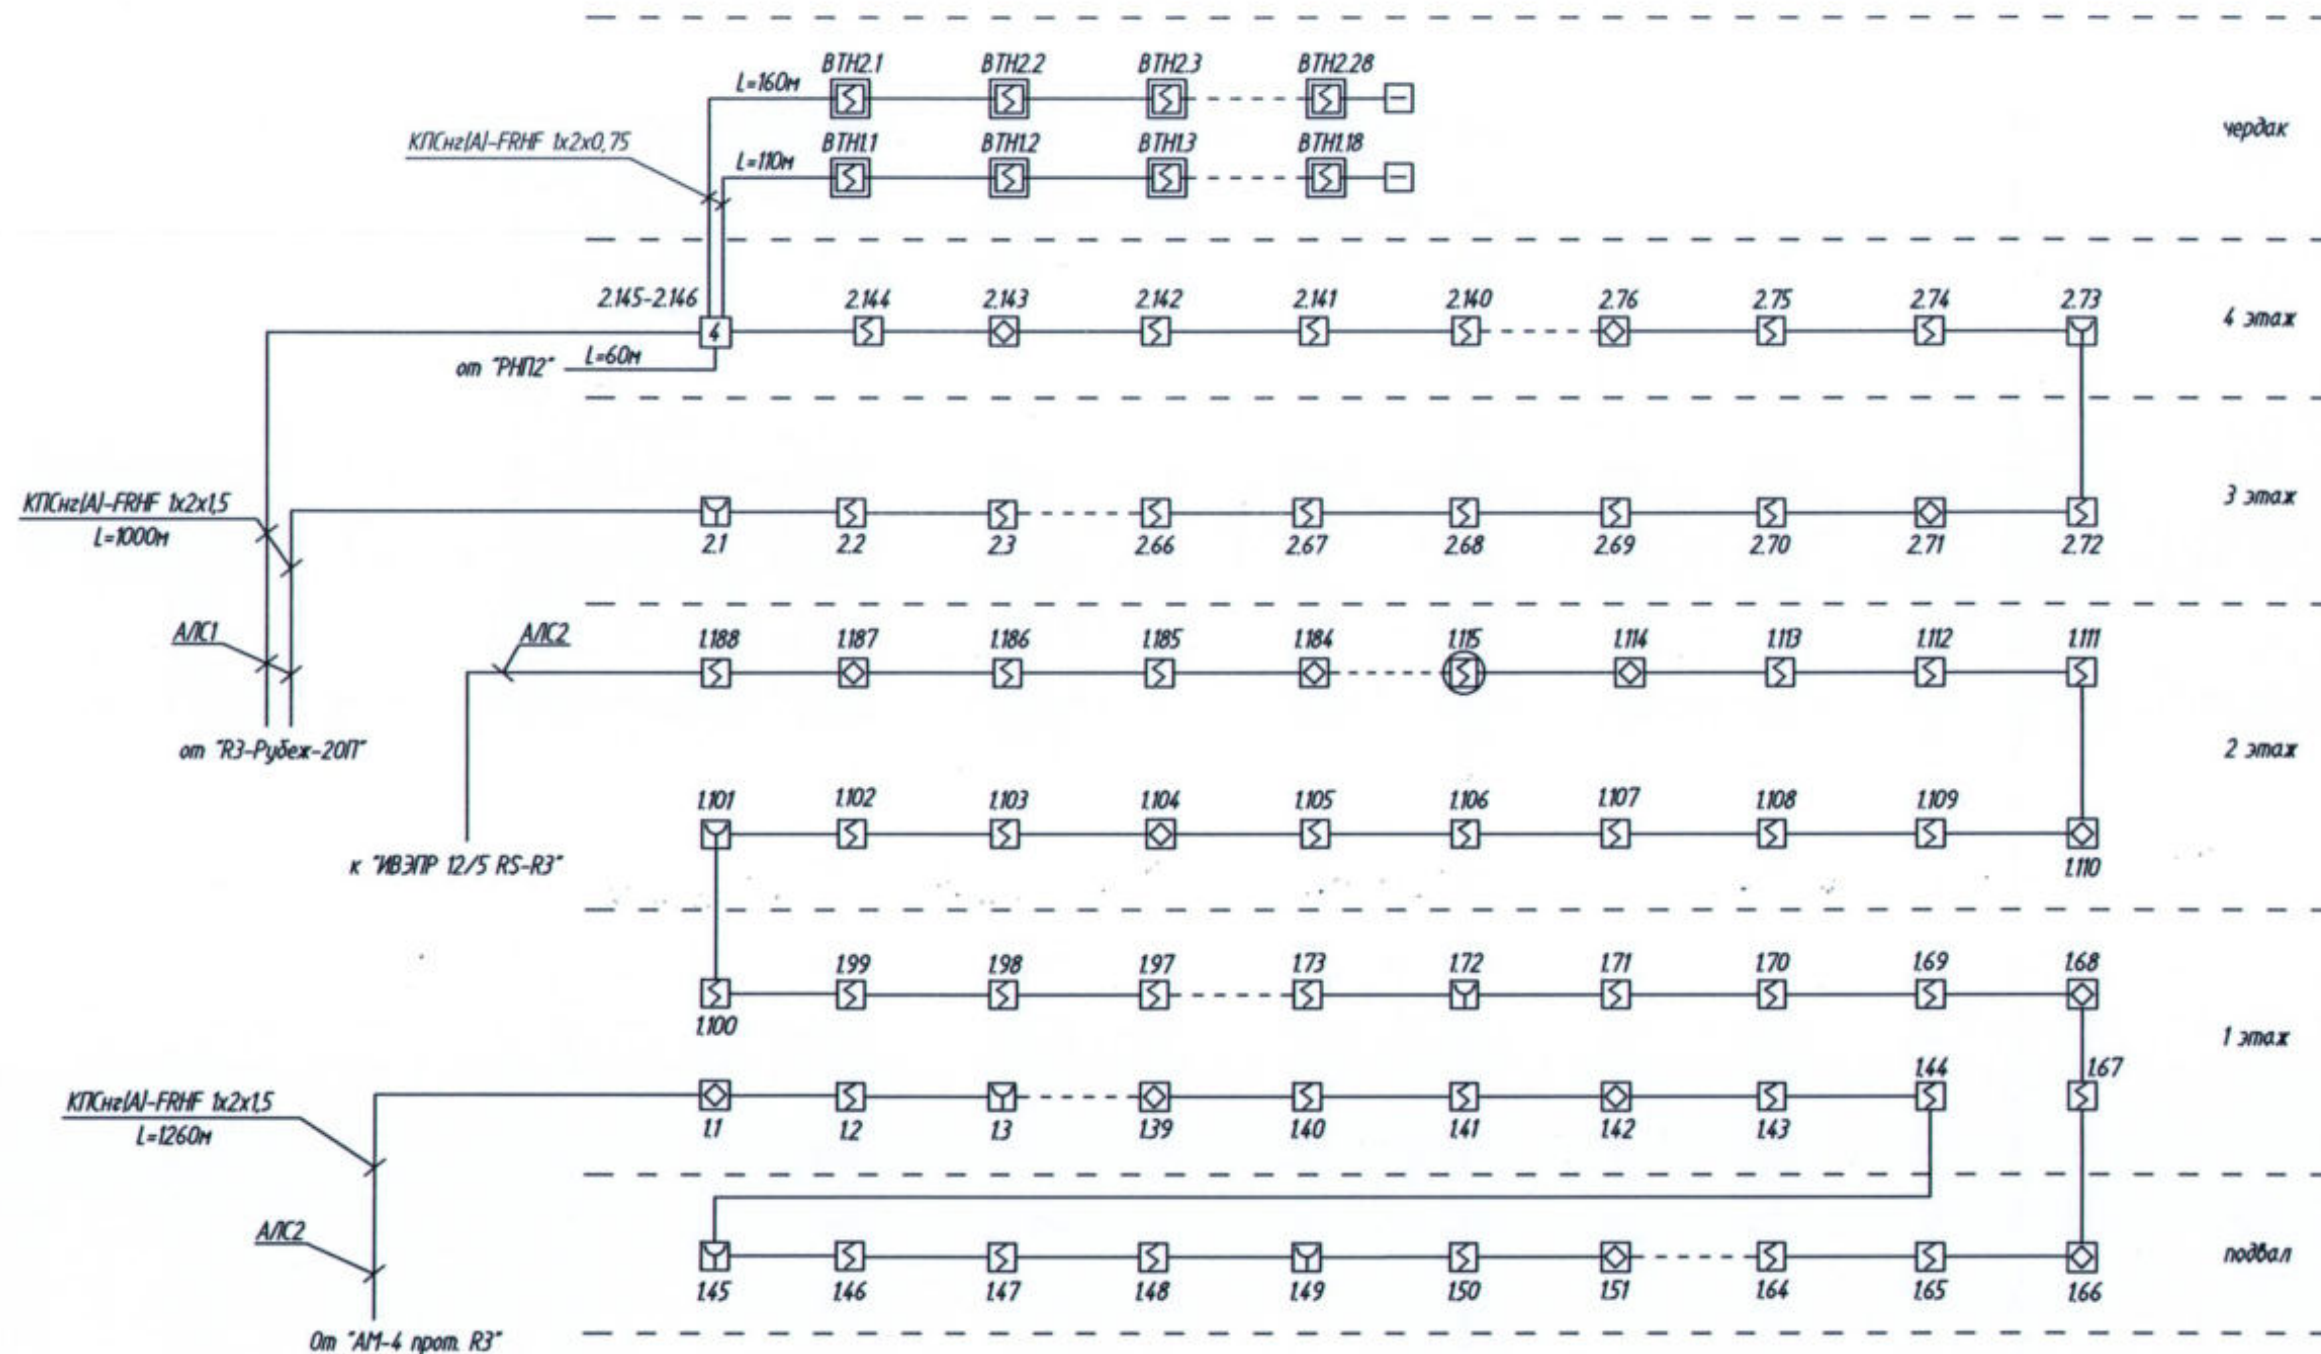 ВТН2.1 ВТН2.2 ВТН2.3 ВТН2.28
L=160м
КПСнг(А)-FRHF 1х2х0,75
ВТН1.1 ВТН1.2 ВТН1.3 ВТН1.18
чердак
L=110м
2.145-2.146 2.144 2.143 2.142 2.141 2.140 2.76 2.75 2.74 2.73
4
4 этаж
от "РНП2" L=60м
КПСнг(А)-FRHF 1х2х1,5
L=1000м
3 этаж
2.1 2.2 2.3 2.66 2.67 2.68 2.69 2.70 2.71 2.72
АЛС1
АЛС2
1.188 1.187 1.186 1.185 1.184 1.115 1.114 1.113 1.112 1.111
от "R3-Рубеж-20П"
2 этаж
1.101 1.102 1.103 1.104 1.105 1.106 1.107 1.108 1.109
к "ИВЭПР 12/5 RS-R3"
1.110
1.99 1.98 1.97 1.73 1.72 1.71 1.70 1.69 1.68
1.100
1 этаж
1.44 1.67
КПСнг(А)-FRHF 1х2х1,5
L=1260м
1.1 1.2 1.3 1.39 1.40 1.41 1.42 1.43
АЛС2
подвал
1.45 1.46 1.47 1.48 1.49 1.50 1.51 1.64 1.65 1.66
От "АМ-4 прот. R3"